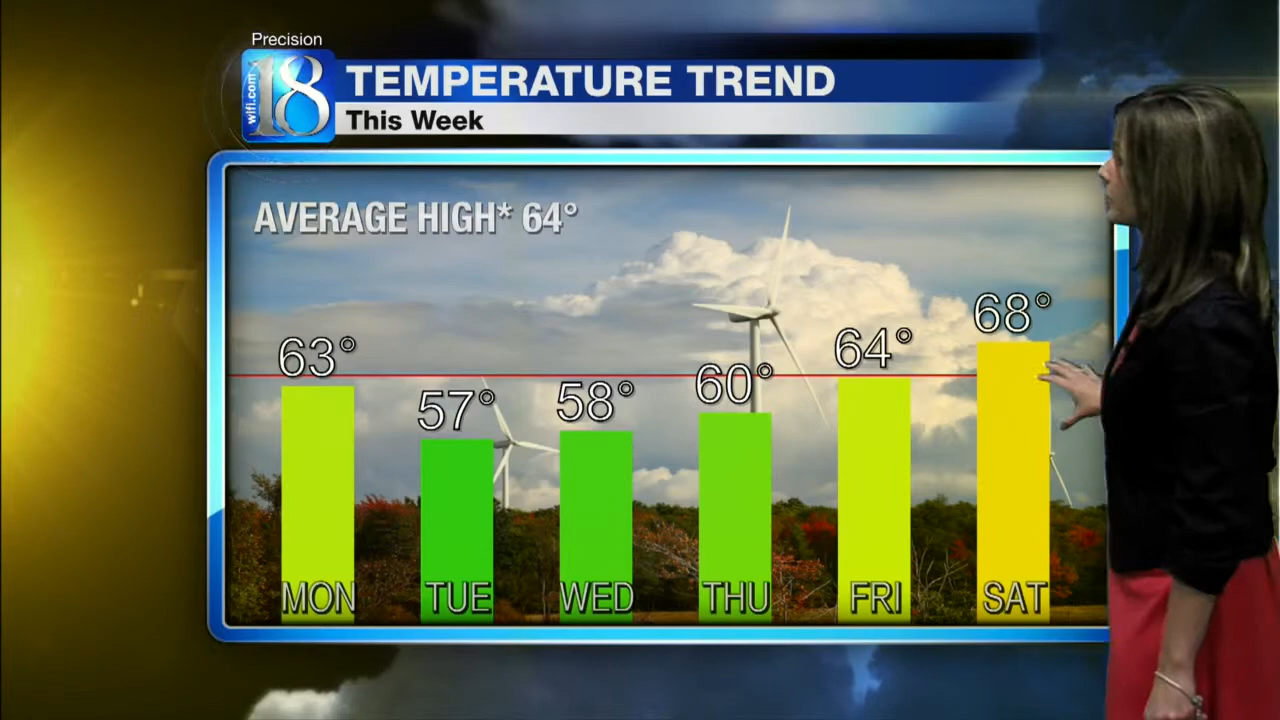 Precision
wlfi.com
18
TEMPERATURE TREND
This Week
AVERAGE HIGH* 64°
63° 57° 58° 60° 64° 68°
MON TUE WED THU FRI SAT